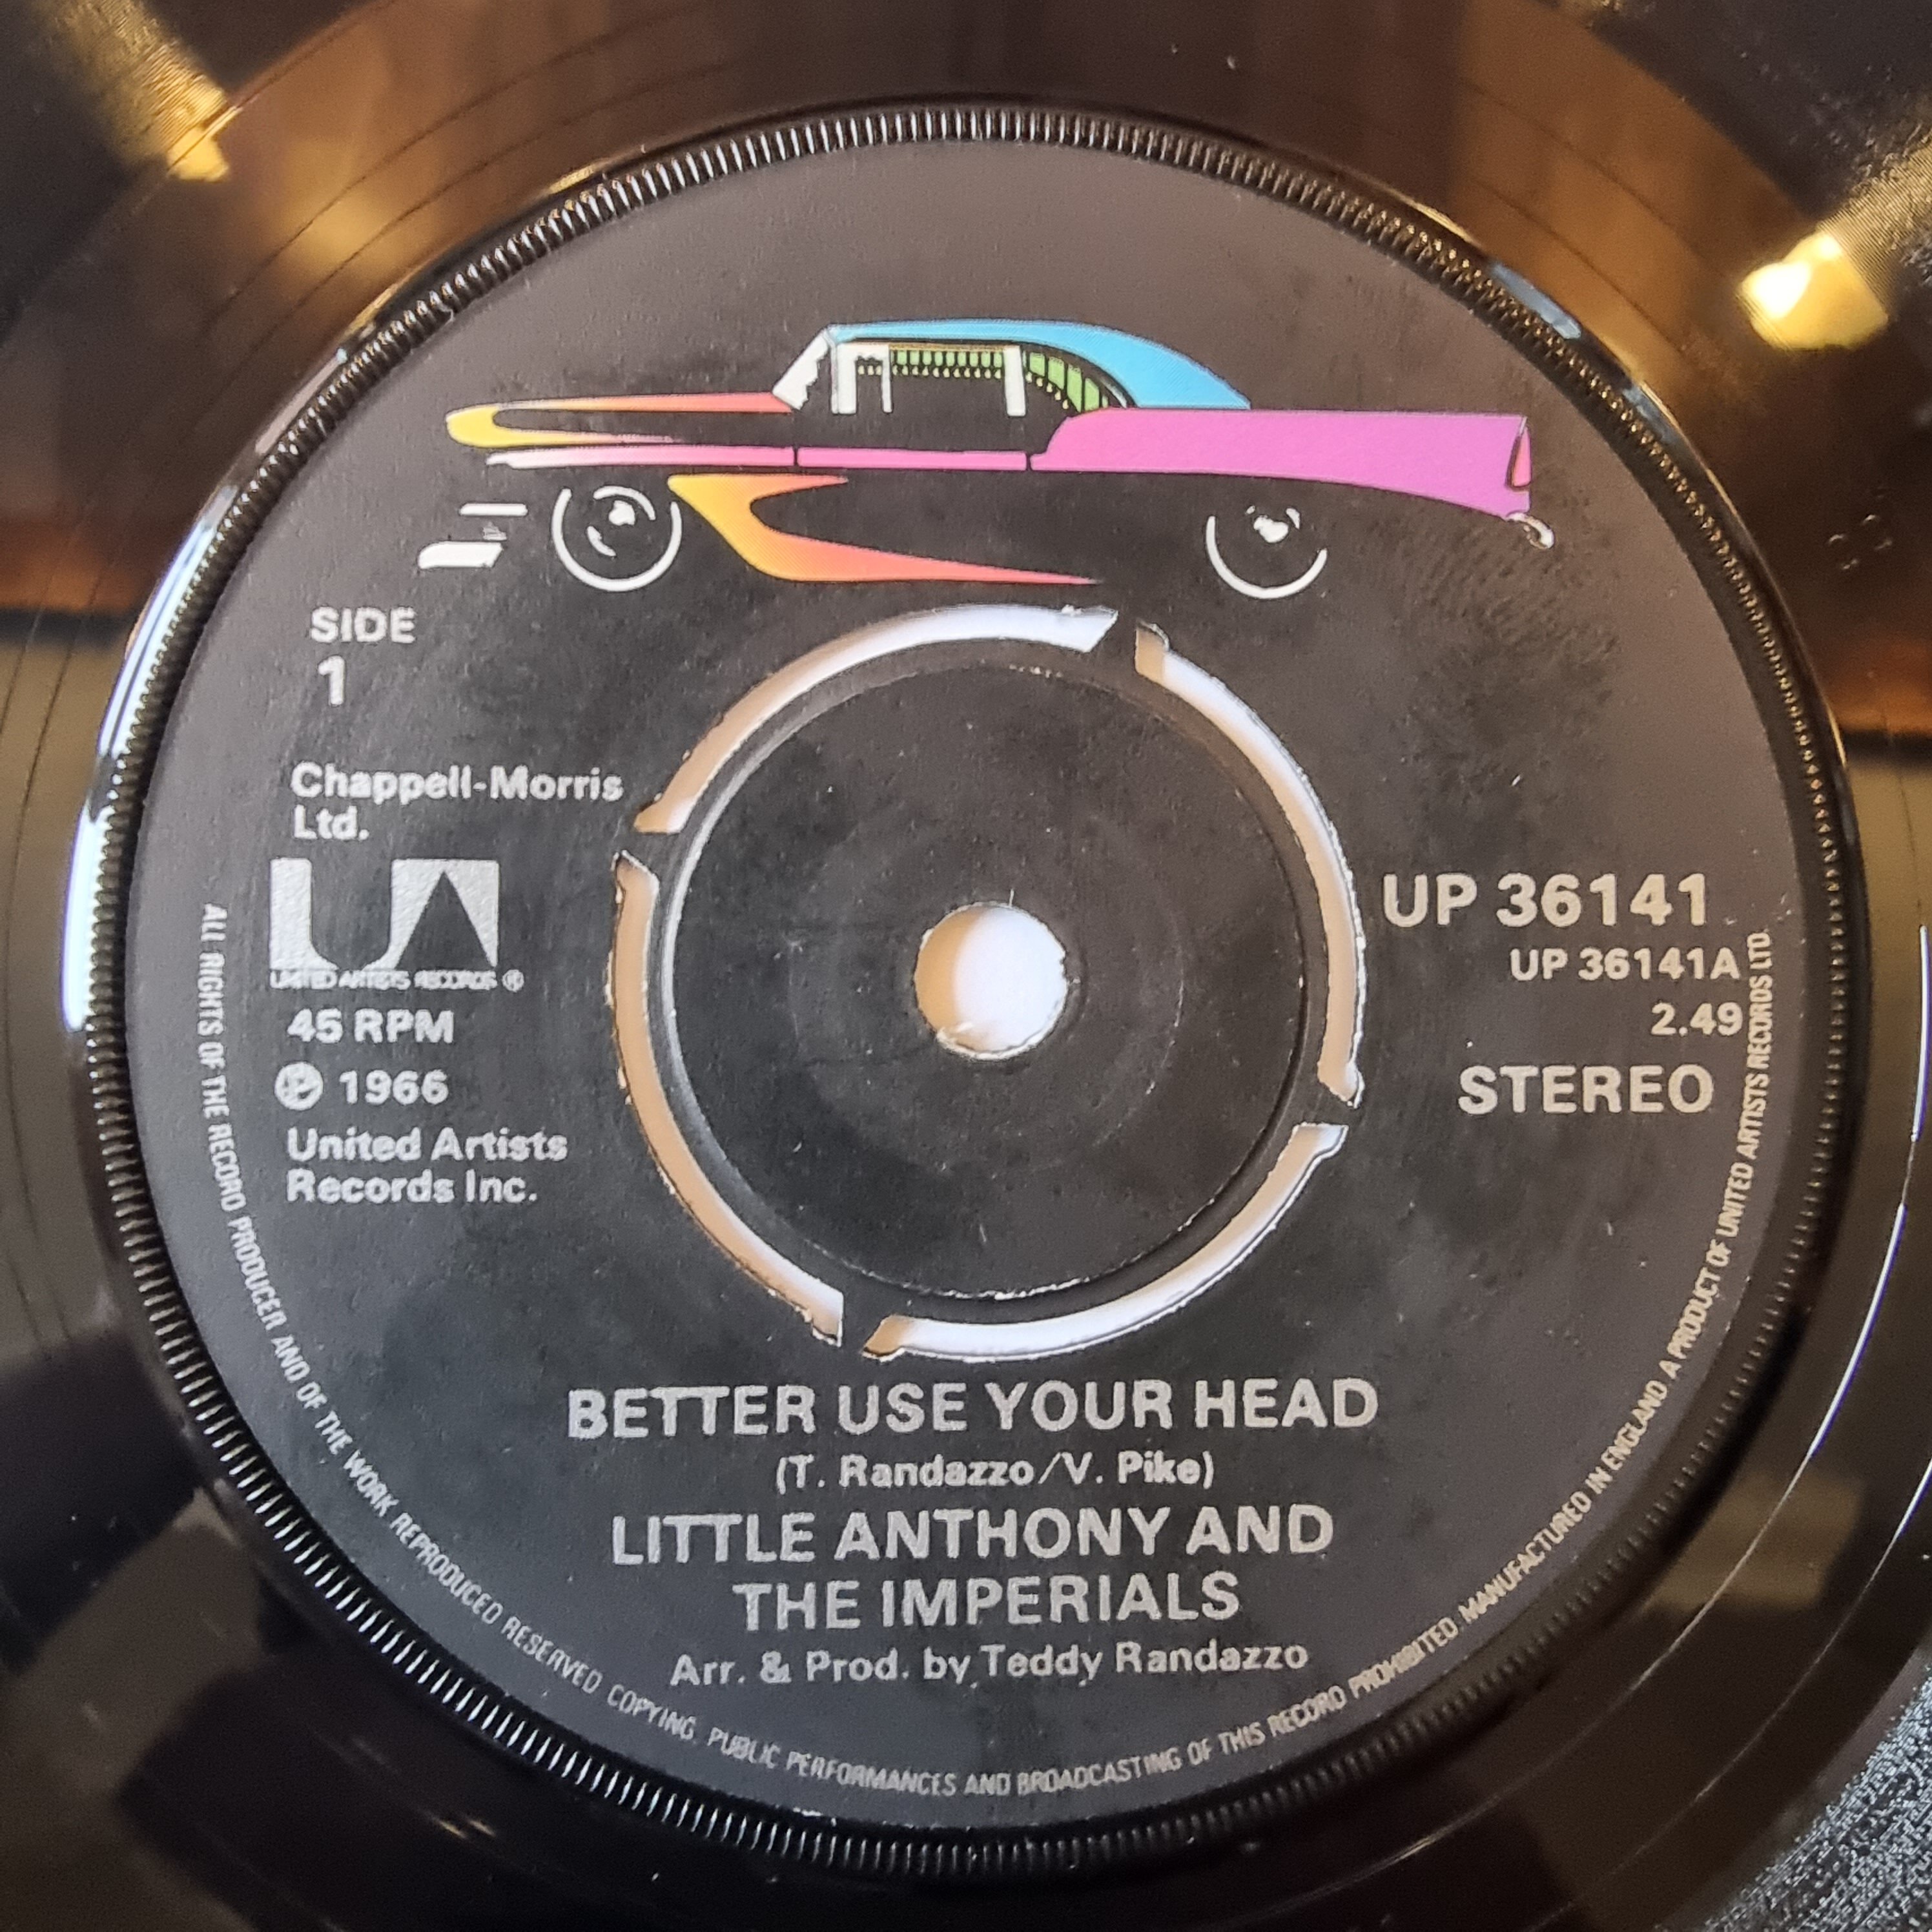 SIDE
1
Chappell-Morris
Ltd.
UA
UNITED ARTISTS RECORDS ®
45 RPM
Ⓟ 1966
United Artists
Records Inc.
UP 36141
UP 36141A
2.49
STEREO
BETTER USE YOUR HEAD
(T. Randazzo/V. Pike)
LITTLE ANTHONY AND
THE IMPERIALS
Arr. & Prod. by Teddy Randazzo
ALL RIGHTS OF THE RECORD PRODUCER AND OF THE WORK REPRODUCED RESERVED COPYING, PUBLIC PERFORMANCES AND BROADCASTING OF THIS RECORD PROHIBITED. MANUFACTURED IN ENGLAND A PRODUCT OF UNITED ARTISTS RECORDS LTD.